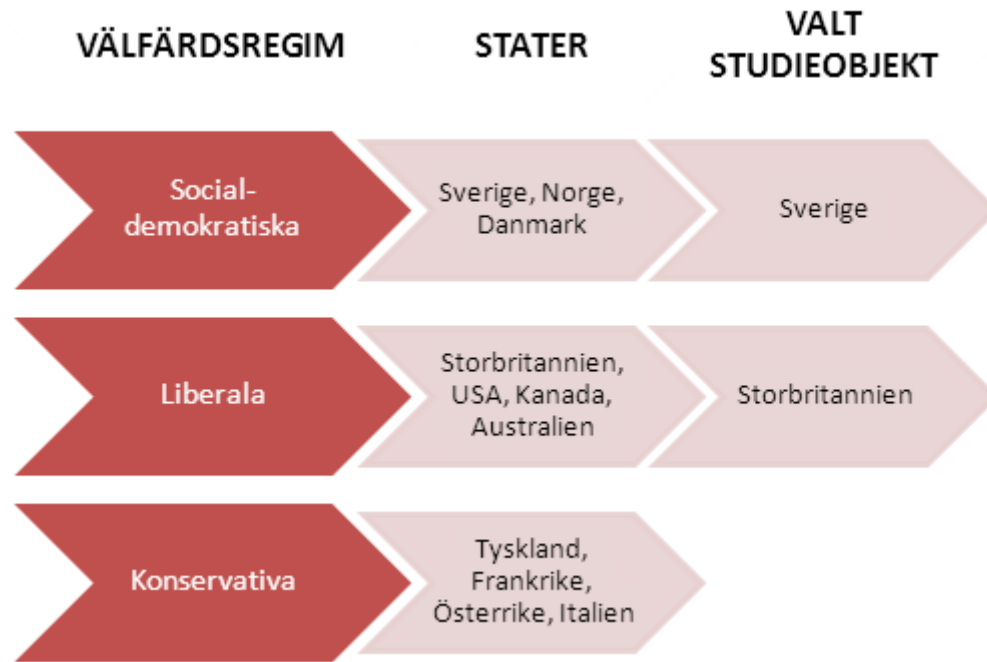 VÄLFÄRDSREGIM
STATER
VALT
STUDIEOBJEKT
Social-
demokratiska
Sverige, Norge,
Danmark
Sverige
Liberala
Storbritannien,
USA, Kanada,
Australien
Storbritannien
Konservativa
Tyskland,
Frankrike,
Österrike, Italien